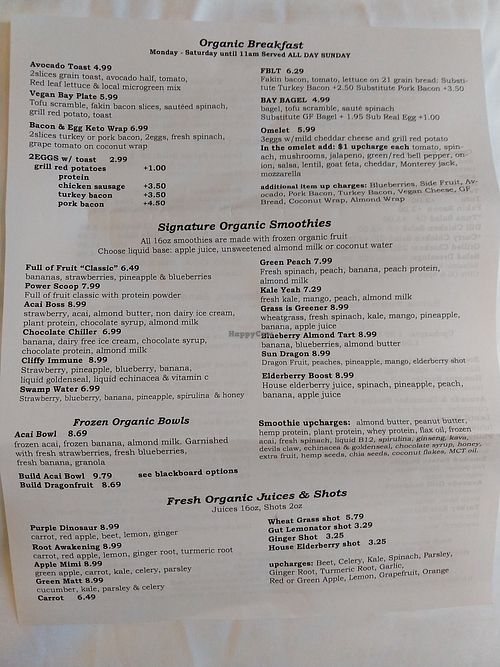 Organic Breakfast
Monday - Saturday until 11am Served ALL DAY SUNDAY
Avocado Toast 4.99
2slices grain toast, avocado half, tomato,
Red leaf lettuce & local microgreen mix
Vegan Bay Plate 5.99
Tofu scramble, fakin bacon slices, sautéed spinach,
grill red potato, toast
Bacon & Egg Keto Wrap 6.99
2slices turkey or pork bacon, 2eggs, fresh spinach,
grape tomato on coconut wrap
2EGGS w/ toast 2.99
grill red potatoes +1.00
protein
chicken sausage +3.50
turkey bacon +3.50
pork bacon +4.50
FBLT 6.29
Fakin bacon, tomato, lettuce on 21 grain bread: Substi-
tute Turkey Bacon +2.50 Substitute Pork Bacon +3.50
BAY BAGEL 4.99
bagel, tofu scramble, sauté spinach
Substitute GF Bagel + 1.95 Sub Real Egg +1.00
Omelet 5.99
3eggs w/mild cheddar cheese and grill red potato
In the omelet add: $1 upcharge each tomato, spin-
ach, mushrooms, jalapeno, green/red bell pepper, on-
ion, salsa, lentil, goat feta, cheddar, Monterey jack,
mozzarella
additional item up charges: Blueberries, Side Fruit, Av-
ocado, Pork Bacon, Turkey Bacon, Vegan Cheese, GF
Bread, Coconut Wrap, Almond Wrap
Signature Organic Smoothies
All 16oz smoothies are made with frozen organic fruit
Choose liquid base: apple juice, unsweetened almond milk or coconut water
Full of Fruit "Classic" 6.49
bananas, strawberries, pineapple & blueberries
Power Scoop 7.99
Full of fruit classic with protein powder
Acai Boss 8.99
strawberry, acai, almond butter, non dairy ice cream,
plant protein, chocolate syrup, almond milk
Chocolate Chiller 6.99
banana, dairy free ice cream, chocolate syrup,
chocolate protein, almond milk
Cliffy Immune 8.99
Strawberry, pineapple, blueberry, banana,
liquid goldenseal, liquid echinacea & vitamin c
Swamp Water 6.99
Strawberry, blueberry, banana, pineapple, spirulina & honey
Green Peach 7.99
Fresh spinach, peach, banana, peach protein,
almond milk
Kale Yeah 7.29
fresh kale, mango, peach, almond milk
Grass is Greener 8.99
wheatgrass, fresh spinach, kale, mango, pineapple,
banana, apple juice
Blueberry Almond Tart 8.99
banana, blueberries, almond butter
Sun Dragon 8.99
Dragon Fruit, peaches, pineapple, mango, elderberry shot
Elderberry Boost 8.99
House elderberry juice, spinach, pineapple, peach,
banana, apple juice
Frozen Organic Bowls
Acai Bowl 8.69
frozen acai, frozen banana, almond milk. Garnished
with fresh strawberries, fresh blueberries,
fresh banana, granola
Build Acai Bowl 9.79 see blackboard options
Build Dragonfruit 8.69
Smoothie upcharges: almond butter, peanut butter,
hemp protein, plant protein, whey protein, flax oil, frozen
acai, fresh spinach, liquid B12, spirulina, ginseng, kava,
devils claw, echinacea & goldenseal, chocolate syrup, honey,
extra fruit, hemp seeds, chia seeds, coconut flakes, MCT oil.
Fresh Organic Juices & Shots
Juices 16oz, Shots 2oz
Purple Dinosaur 8.99
carrot, red apple, beet, lemon, ginger
Root Awakening 8.99
carrot, red apple, lemon, ginger root, turmeric root
Apple Mimi 8.99
green apple, carrot, kale, celery, parsley
Green Matt 8.99
cucumber, kale, parsley & celery
Carrot 6.49
Wheat Grass shot 5.79
Gut Lemonator shot 3.29
Ginger Shot 3.25
House Elderberry shot 3.25
upcharges: Beet, Celery, Kale, Spinach, Parsley,
Ginger Root, Turmeric Root, Garlic,
Red or Green Apple, Lemon, Grapefruit, Orange